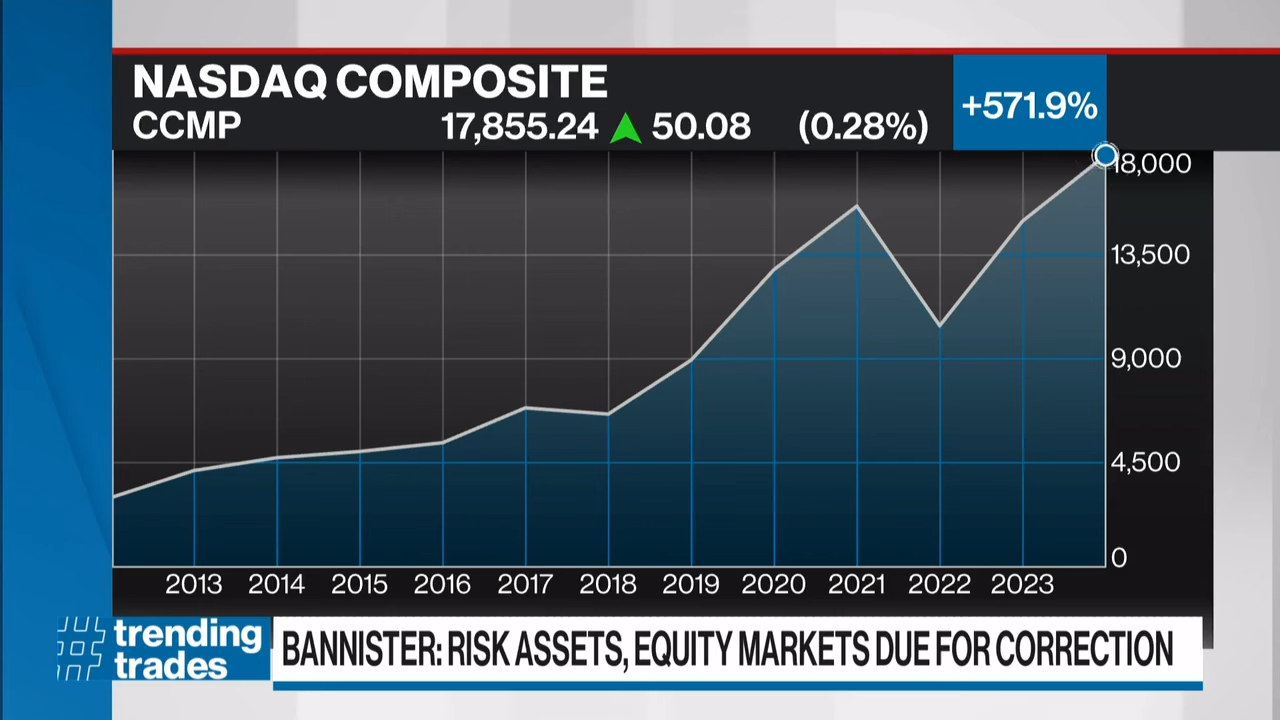 NASDAQ COMPOSITE
CCMP 17,855.24 50.08 (0.28%)
+571.9%
18,000
13,500
9,000
4,500
0
2013 2014 2015 2016 2017 2018 2019 2020 2021 2022 2023
trending
trades
BANNISTER: RISK ASSETS, EQUITY MARKETS DUE FOR CORRECTION